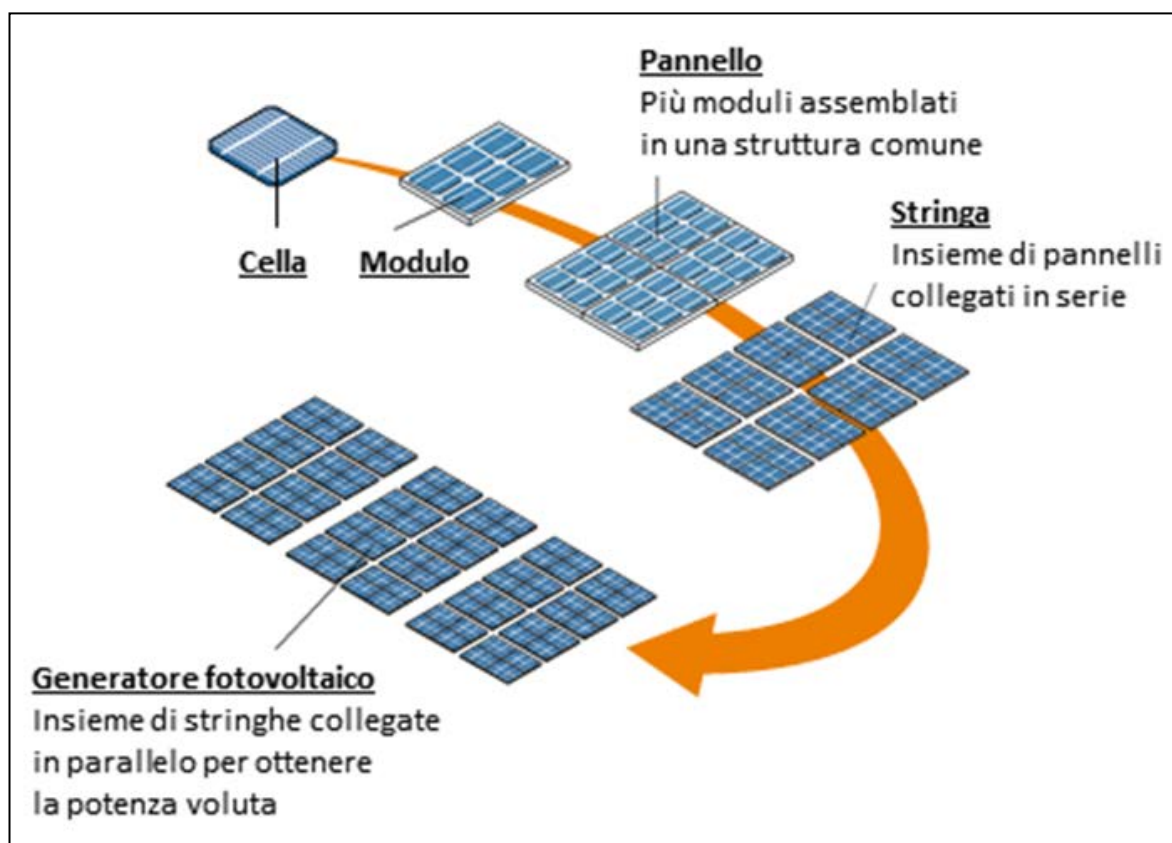 Pannello
Più moduli assemblati
in una struttura comune
Stringa
Insieme di pannelli
collegati in serie
Cella
Modulo
Generatore fotovoltaico
Insieme di stringhe collegate
in parallelo per ottenere
la potenza voluta